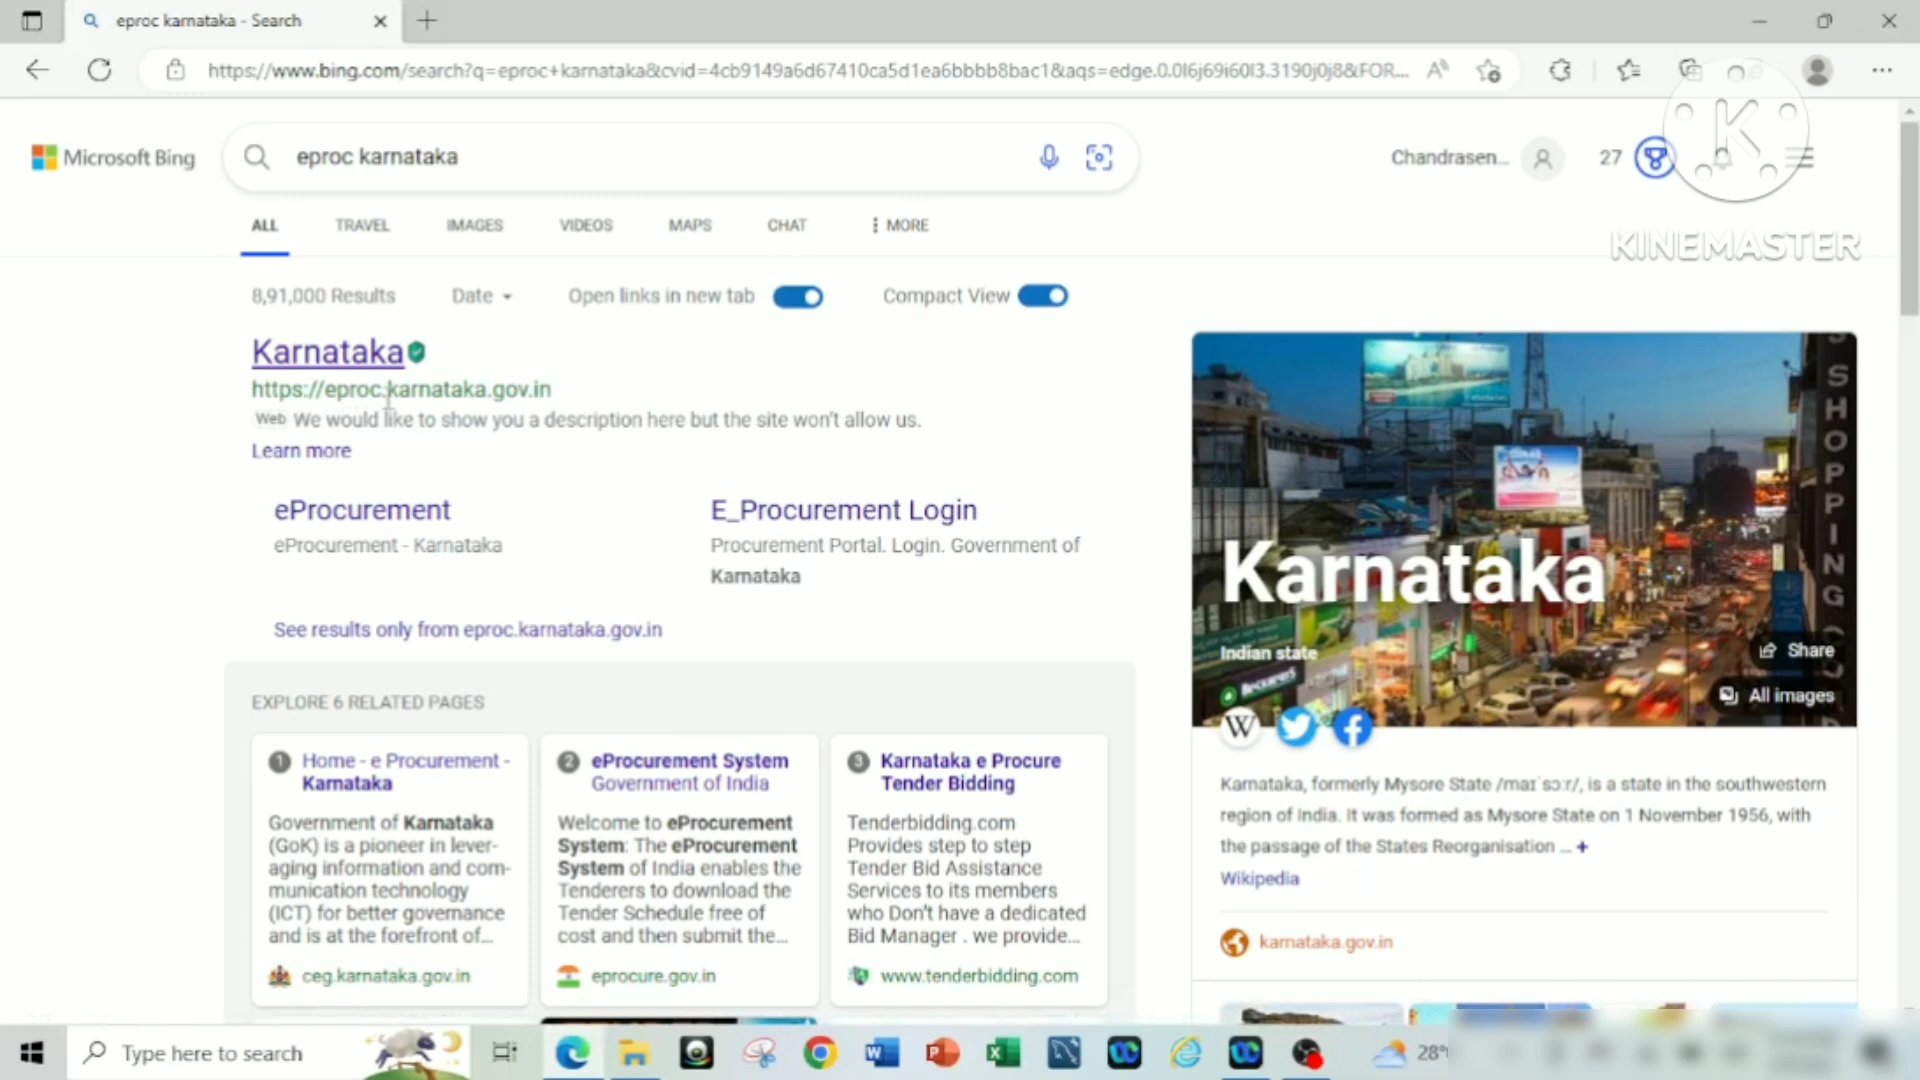 eproc karnataka - Search
https://www.bing.com/search?q=eproc+karnataka&cvid=4cb9149a6d67410ca5d1ea6bbbb8bac1&aqs=edge.0.0l6j69i60l3.3190j0j8&FOR...
Microsoft Bing
eproc karnataka
Chandrasen...
27
K
KINEMASTER
ALL TRAVEL IMAGES VIDEOS MAPS CHAT MORE
8,91,000 Results Date Open links in new tab Compact View
Karnataka
https://eproc.karnataka.gov.in
Web We would like to show you a description here but the site won't allow us.
Learn more
eProcurement
eProcurement - Karnataka
E_Procurement Login
Procurement Portal. Login. Government of
Karnataka
See results only from eproc.karnataka.gov.in
EXPLORE 6 RELATED PAGES
1 Home - e Procurement -
Karnataka
Government of Karnataka
(GoK) is a pioneer in lever-
aging information and com-
munication technology
(ICT) for better governance
and is at the forefront of...
ceg.karnataka.gov.in
2 eProcurement System
Government of India
Welcome to eProcurement
System: The eProcurement
System of India enables the
Tenderers to download the
Tender Schedule free of
cost and then submit the...
eprocure.gov.in
3 Karnataka e Procure
Tender Bidding
Tenderbidding.com
Provides step to step
Tender Bid Assistance
Services to its members
who Don't have a dedicated
Bid Manager . we provide...
www.tenderbidding.com
SHOPPING
Karnataka
Indian state
Share
All images
W
Karnataka, formerly Mysore State /maɪˈsɔːr/, is a state in the southwestern
region of India. It was formed as Mysore State on 1 November 1956, with
the passage of the States Reorganisation ... +
Wikipedia
karnataka.gov.in
Type here to search
28°